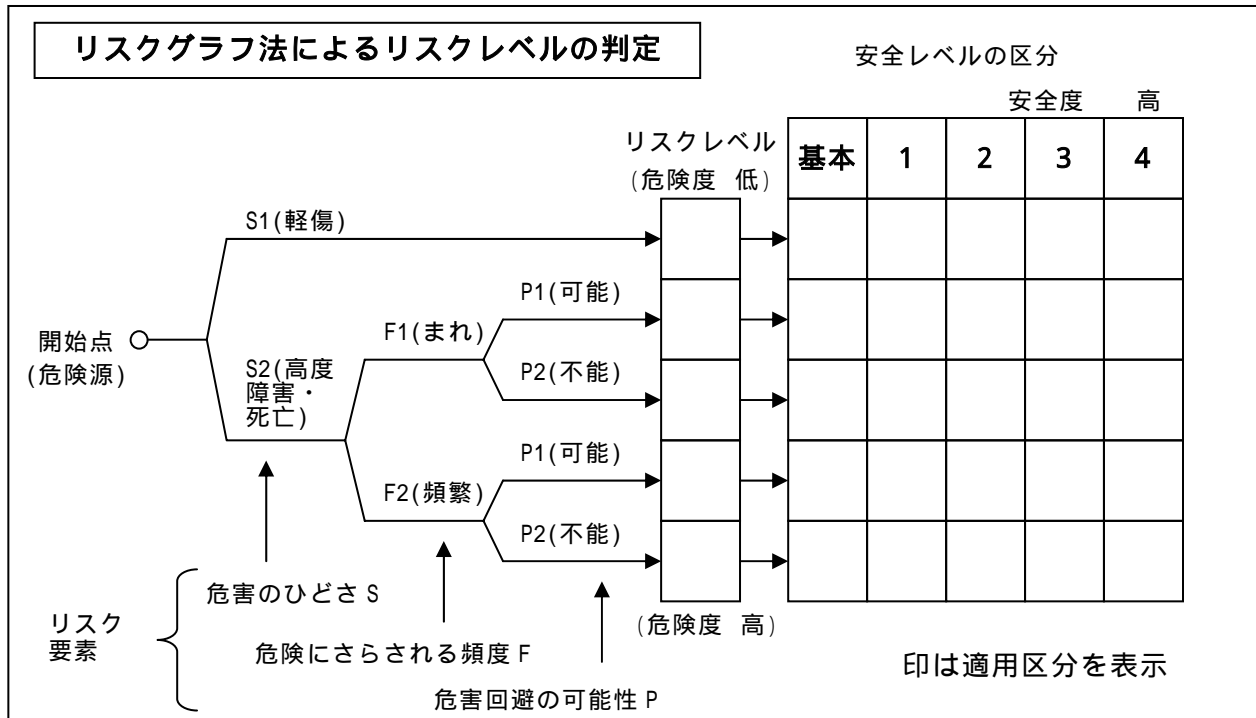 リスクグラフ法によるリスクレベルの判定
安全レベルの区分
安全度 高
リスクレベル
(危険度 低)
基本 1 2 3 4
S1(軽傷)
P1(可能)
F1(まれ)
開始点
(危険源)
S2(高度
障害・
死亡)
P2(不能)
P1(可能)
F2(頻繁)
P2(不能)
危害のひどさ S
(危険度 高)
リスク
要素
危険にさらされる頻度 F
印は適用区分を表示
危害回避の可能性 P